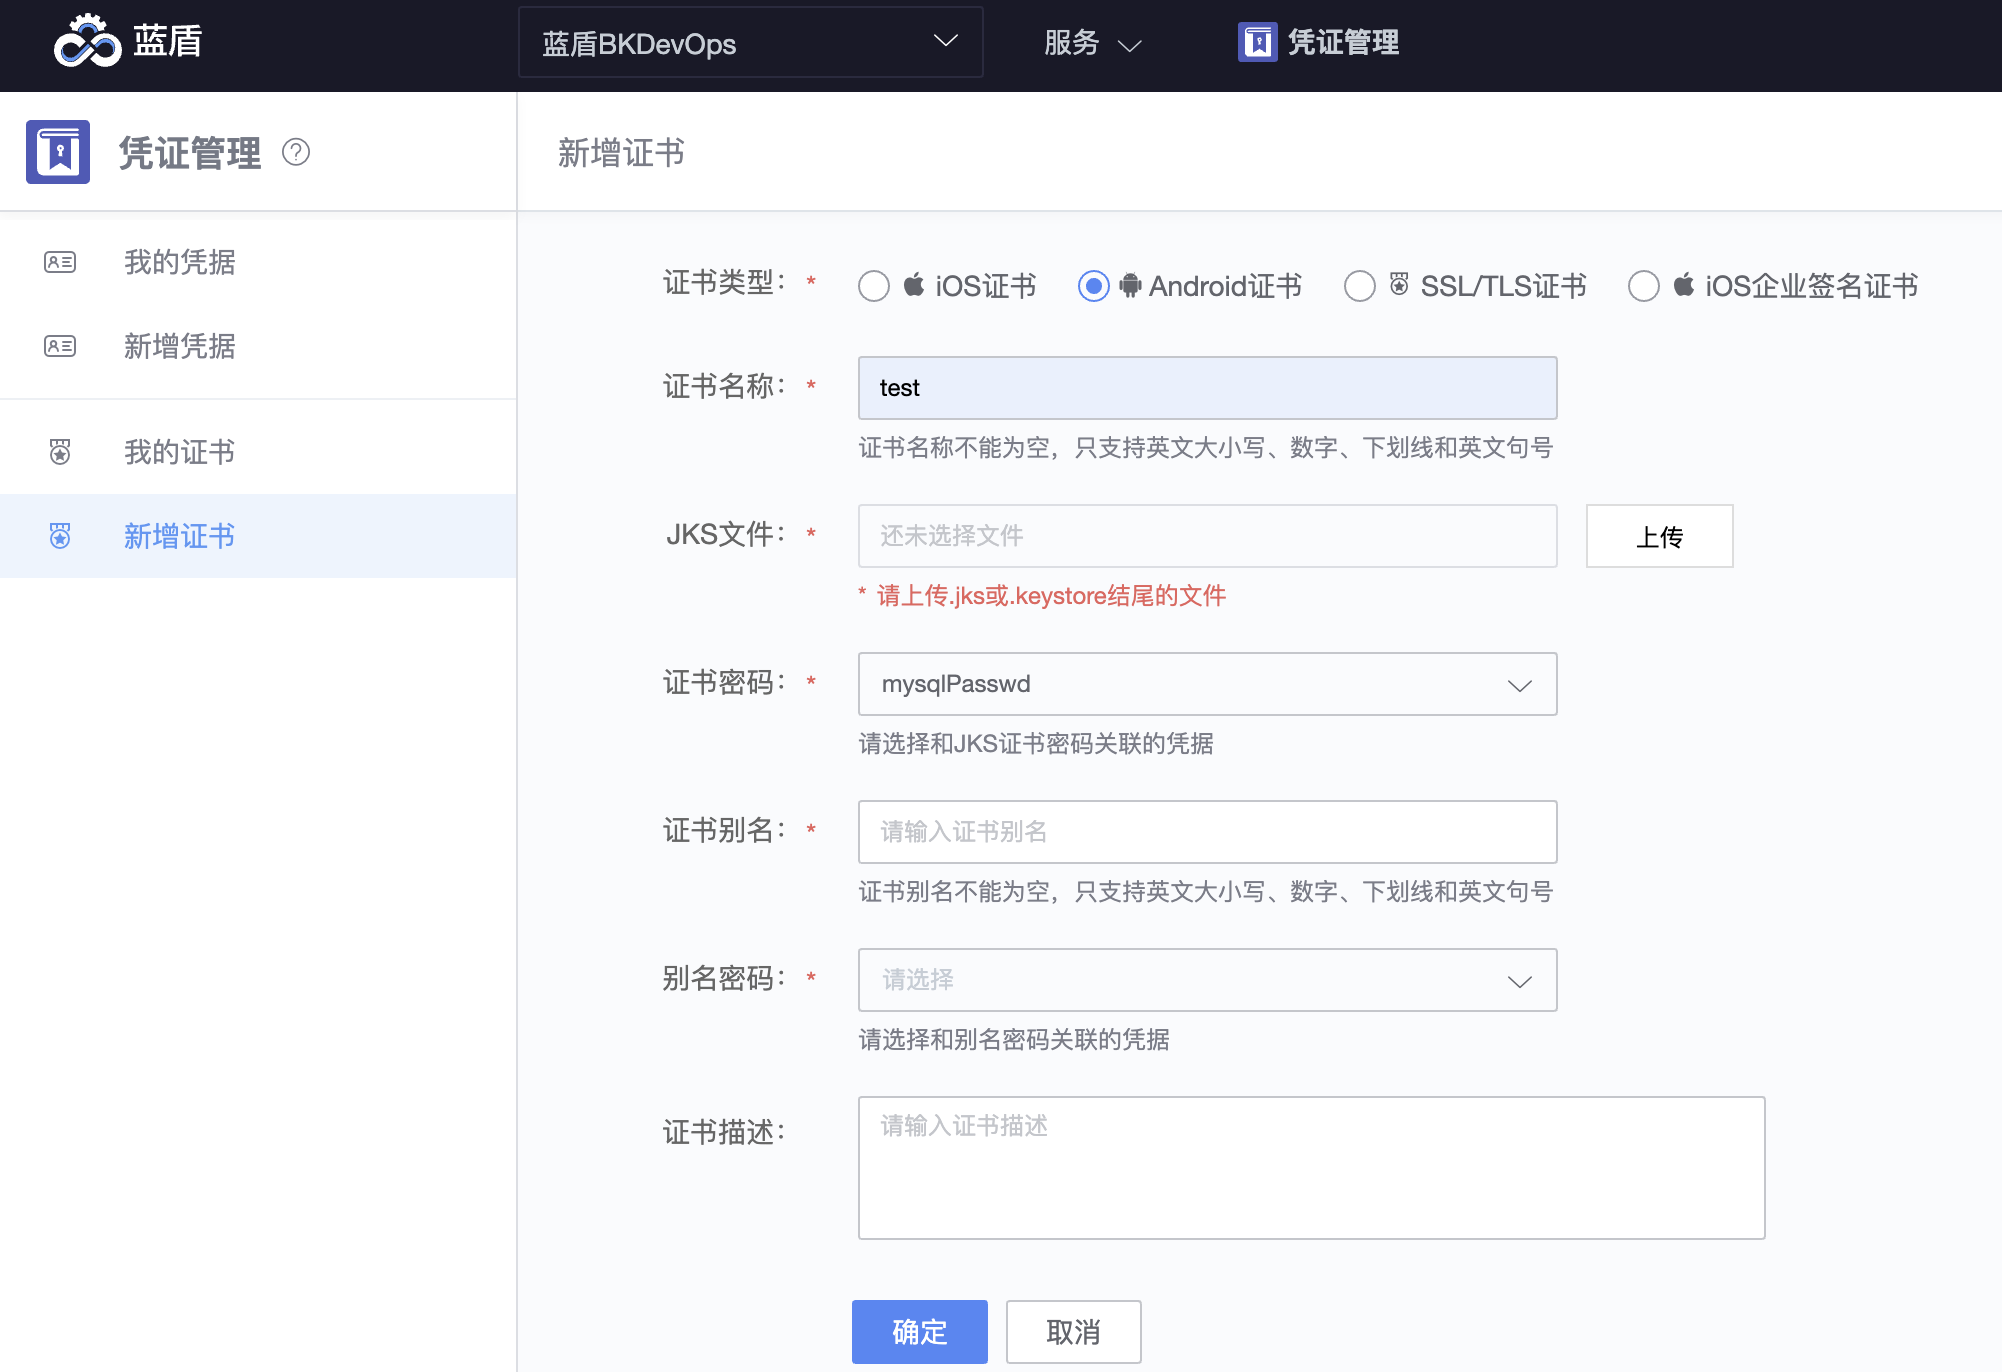 蓝盾
蓝盾BKDevOps
服务
凭证管理
凭证管理
?
新增证书
我的凭据
新增凭据
我的证书
新增证书
证书类型： * iOS证书 Android证书 SSL/TLS证书 iOS企业签名证书
证书名称： * test
证书名称不能为空，只支持英文大小写、数字、下划线和英文句号
JKS文件： * 还未选择文件 上传
* 请上传.jks或.keystore结尾的文件
证书密码： * mysqlPasswd
请选择和JKS证书密码关联的凭据
证书别名： * 请输入证书别名
证书别名不能为空，只支持英文大小写、数字、下划线和英文句号
别名密码： * 请选择
请选择和别名密码关联的凭据
证书描述： 请输入证书描述
确定 取消